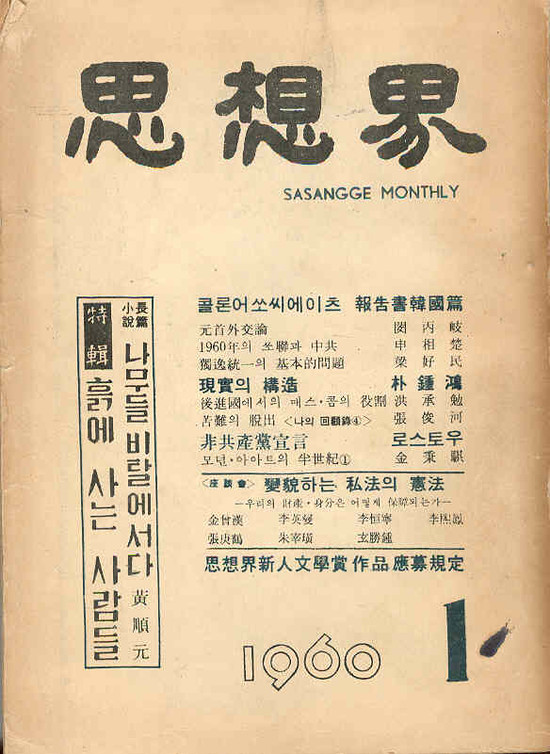 思想界
SASANGGE MONTHLY
콜론어쏘씨에이츠 報告書韓國篇
元首外交論 閔丙岐
1960年의 쏘聯과 中共 申相楚
獨逸統一의 基本的問題 梁好民
現實의 構造 朴鍾鴻
後進國에서의 매스·콤의 役割 洪承勉
苦難의 脫出 <나의 回顧錄④> 張俊河
非共産黨宣言 로스토우
모던·아아트의 半世紀① 金秉騏
<座談會> 變貌하는 私法의 憲法
—우리의 財産·身分은 어떻게 保障되는가—
金曾漢 李英燮 李恒寧 李熙鳳
張庚鶴 朱宰璜 玄勝鍾
思想界新人文學賞 作品 應募規定
長篇小說 나무들 비탈에서다 黃順元
特輯 흙에 사는 사람들
1960 1